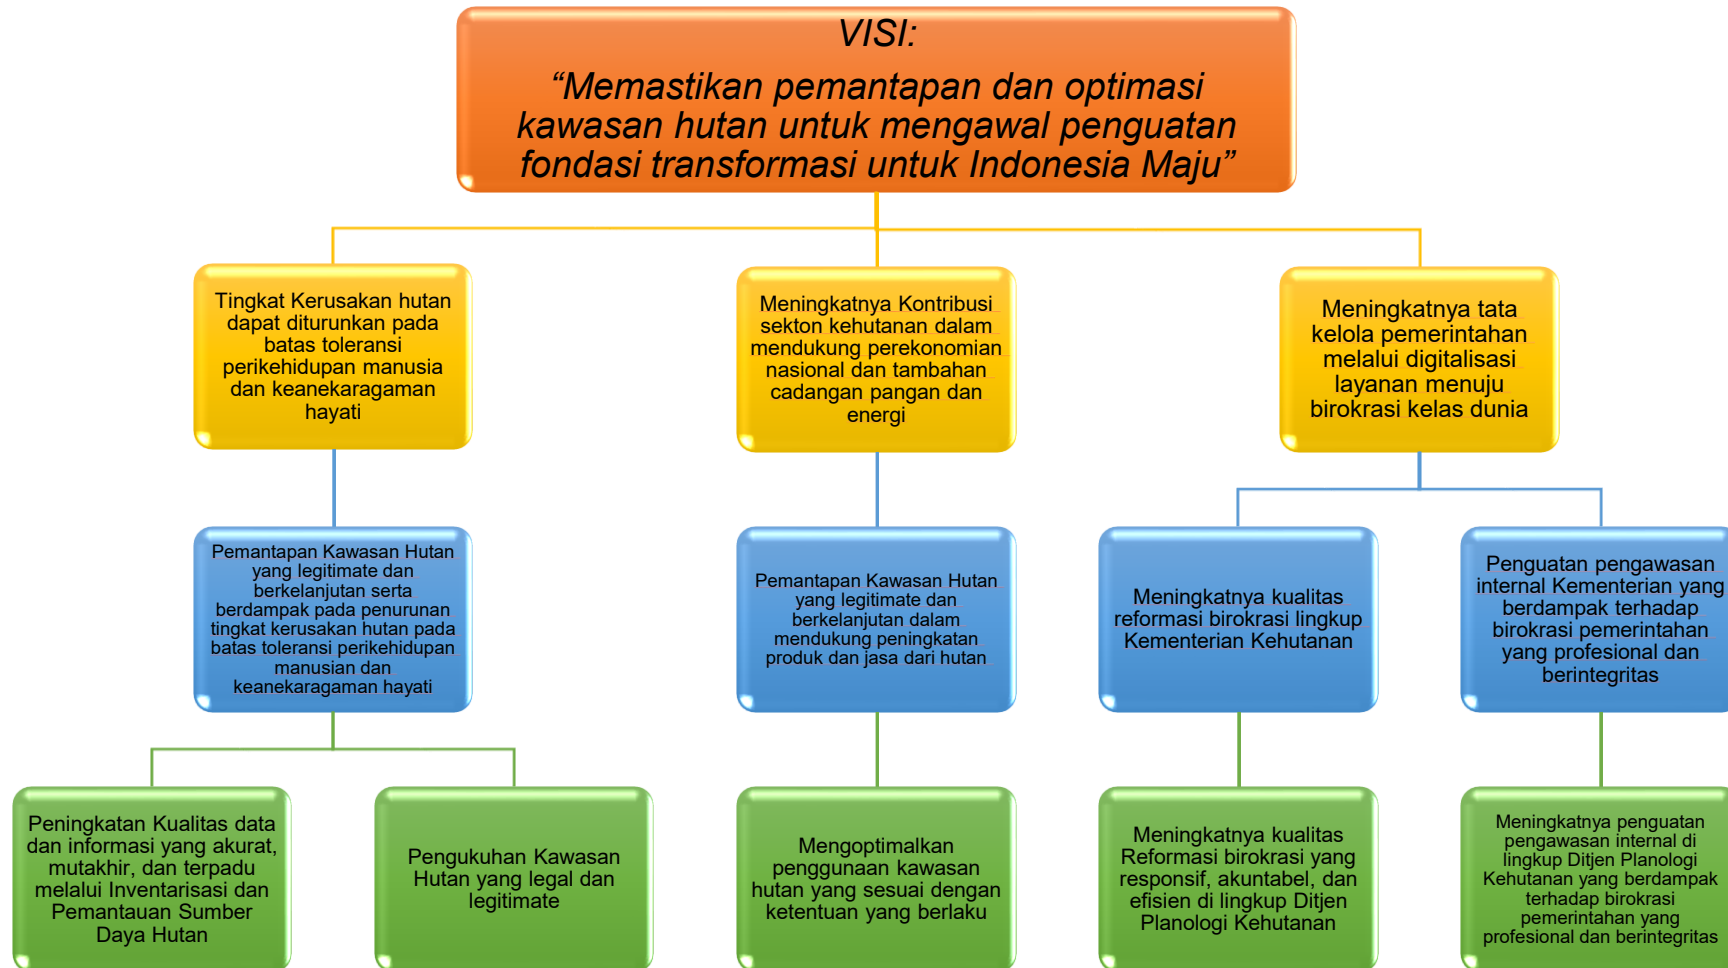 VISI:
“Memastikan pemantapan dan optimasi
kawasan hutan untuk mengawal penguatan
fondasi transformasi untuk Indonesia Maju”
Tingkat Kerusakan hutan
dapat diturunkan pada
batas toleransi
perikehidupan manusia
dan keanekaragaman
hayati
Meningkatnya Kontribusi
sekton kehutanan dalam
mendukung perekonomian
nasional dan tambahan
cadangan pangan dan
energi
Meningkatnya tata
kelola pemerintahan
melalui digitalisasi
layanan menuju
birokrasi kelas dunia
Pemantapan Kawasan Hutan
yang legitimate dan
berkelanjutan serta
berdampak pada penurunan
tingkat kerusakan hutan pada
batas toleransi perikehidupan
manusian dan
keanekaragaman hayati
Pemantapan Kawasan Hutan
yang legitimate dan
berkelanjutan dalam
mendukung peningkatan
produk dan jasa dari hutan
Meningkatnya kualitas
reformasi birokrasi lingkup
Kementerian Kehutanan
Penguatan pengawasan
internal Kementerian yang
berdampak terhadap
birokrasi pemerintahan
yang profesional dan
berintegritas
Peningkatan Kualitas data
dan informasi yang akurat,
mutakhir, dan terpadu
melalui Inventarisasi dan
Pemantauan Sumber
Daya Hutan
Pengukuhan Kawasan
Hutan yang legal dan
legitimate
Mengoptimalkan
penggunaan kawasan
hutan yang sesuai dengan
ketentuan yang berlaku
Meningkatnya kualitas
Reformasi birokrasi yang
responsif, akuntabel, dan
efisien di lingkup Ditjen
Planologi Kehutanan
Meningkatnya penguatan
pengawasan internal di
lingkup Ditjen Planologi
Kehutanan yang berdampak
terhadap birokrasi
pemerintahan yang
profesional dan berintegritas